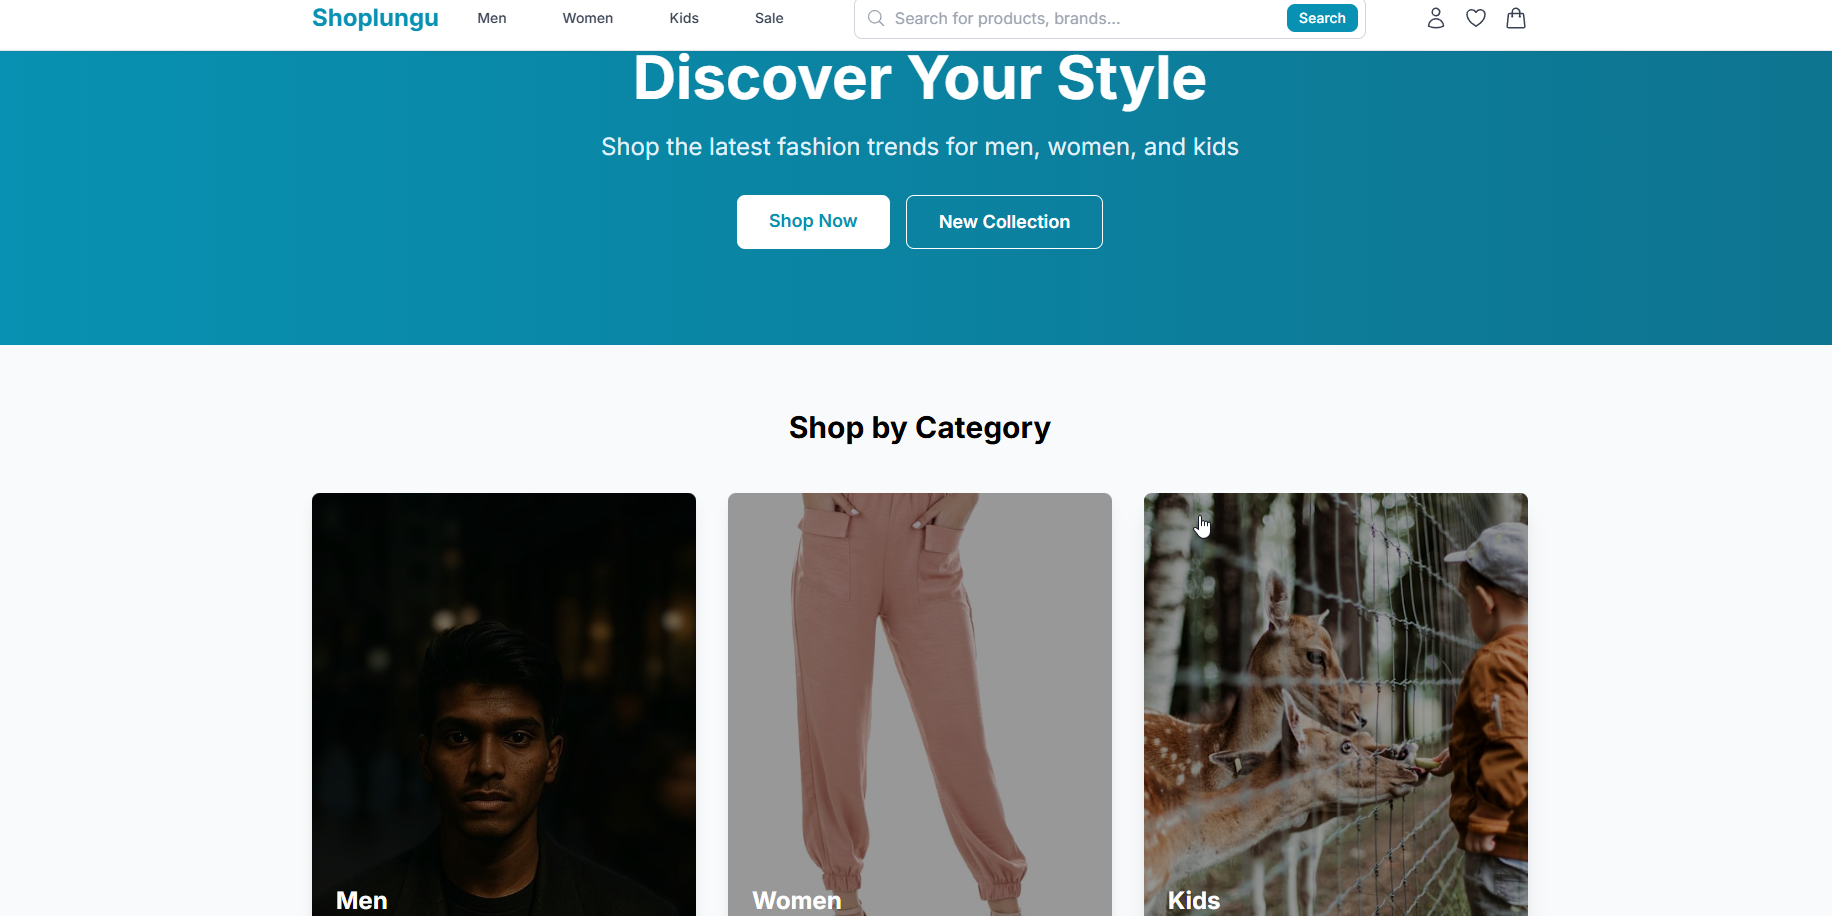 Shoplungu
Men
Women
Kids
Sale
Search for products, brands...
Search
Discover Your Style
Shop the latest fashion trends for men, women, and kids
Shop Now
New Collection
Shop by Category
Men
Women
Kids